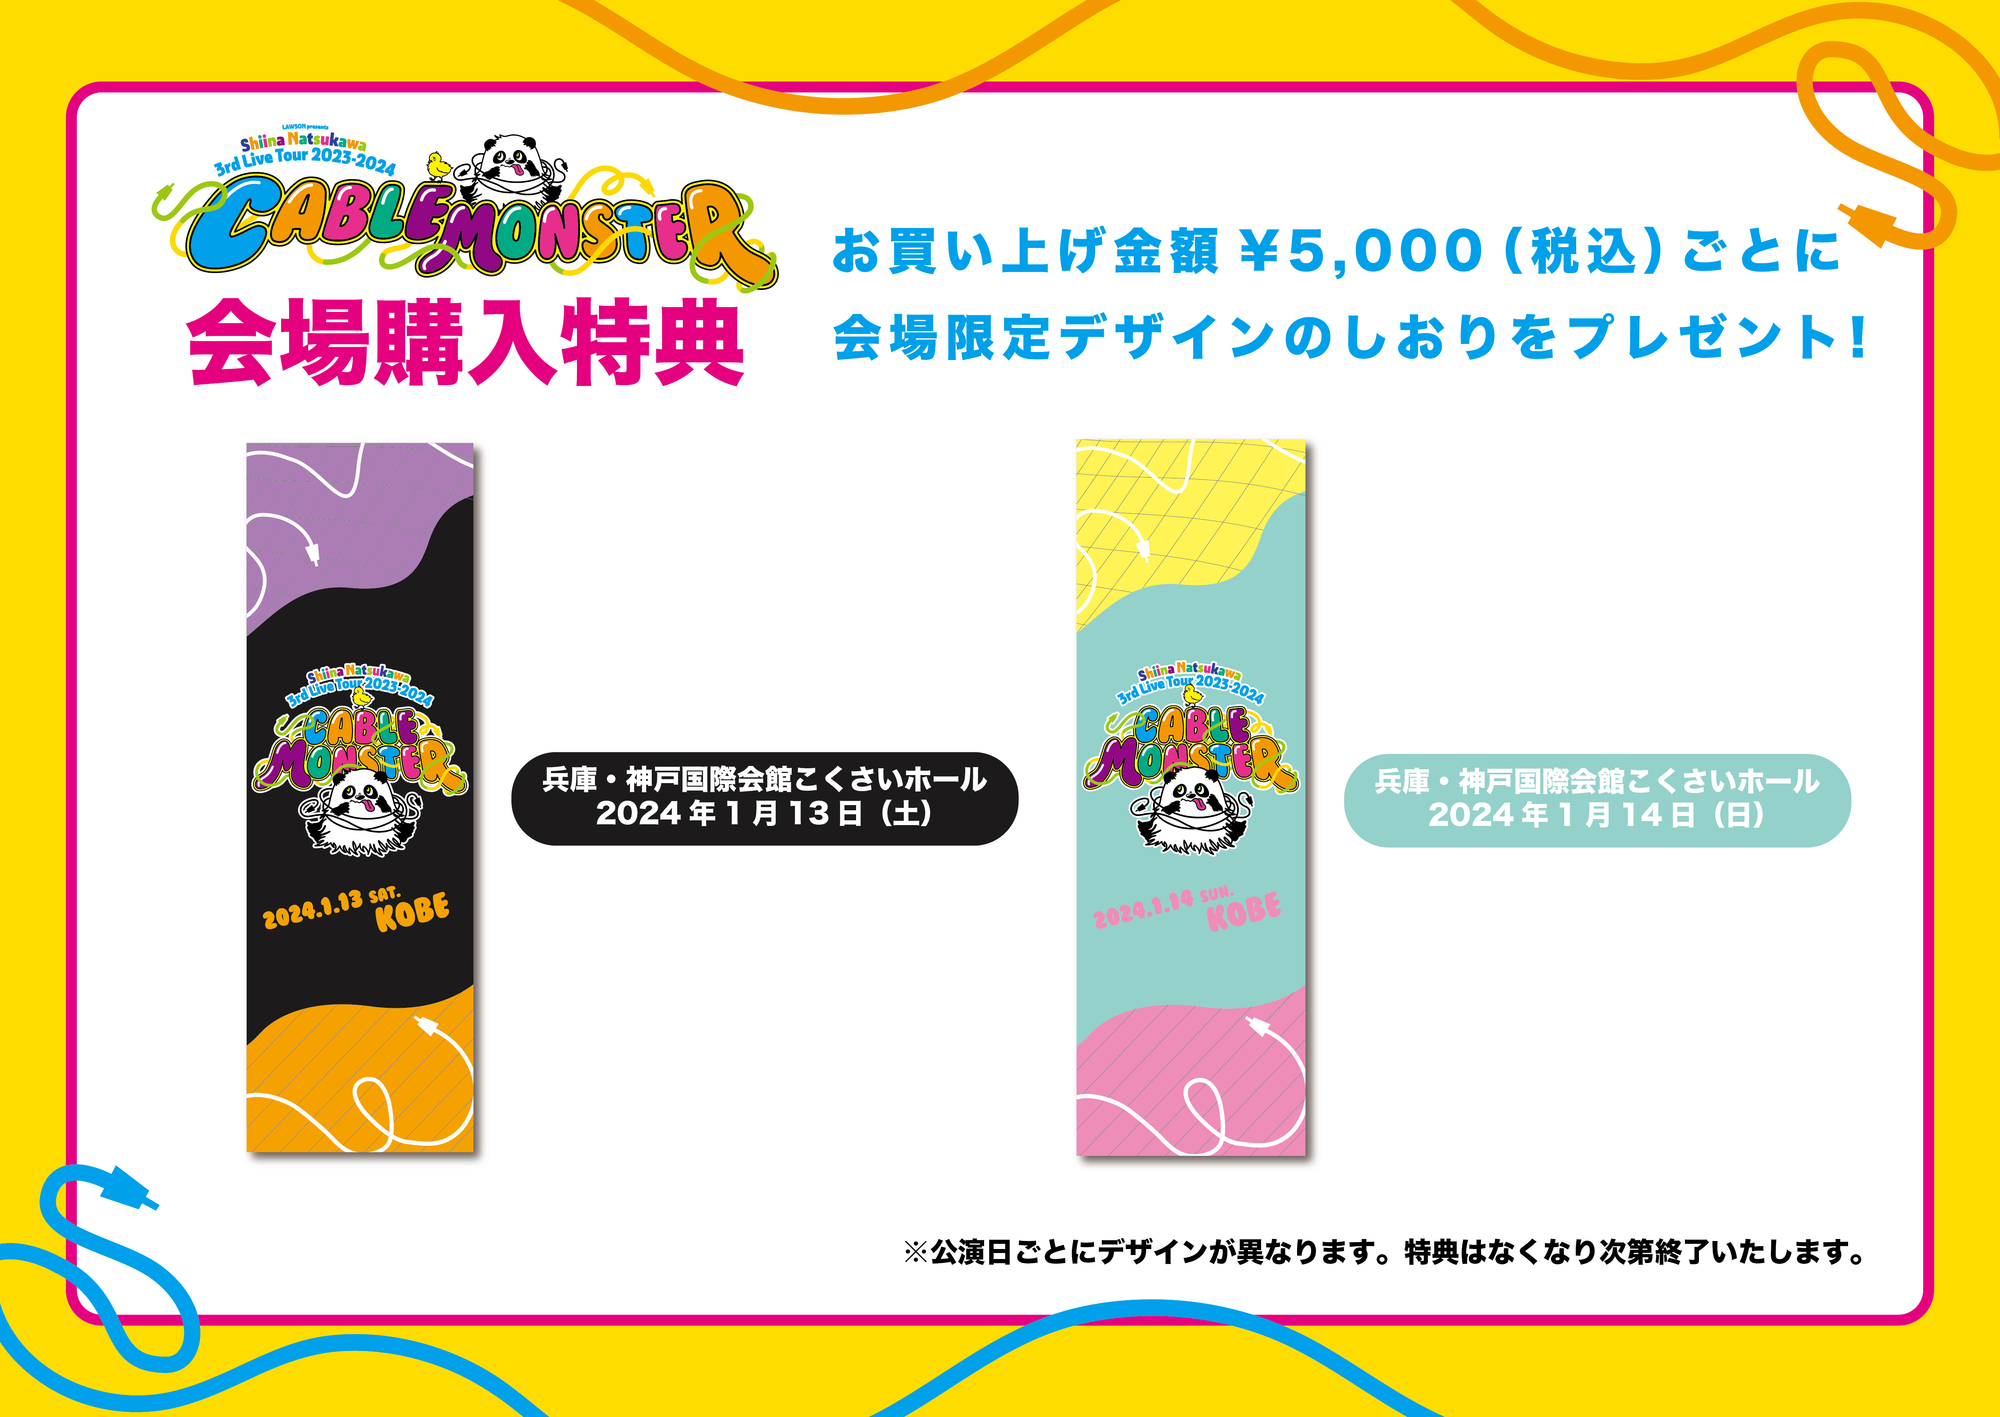 LAWSON presents
Shiina Natsukawa
3rd Live Tour 2023-2024
CABLE MONSTER
会場購入特典
お買い上げ金額¥5,000(税込)ごとに
会場限定デザインのしおりをプレゼント!
Shiina Natsukawa
3rd Live Tour 2023-2024
CABLE
MONSTER
2024.1.13 SAT.
KOBE
兵庫・神戸国際会館こくさいホール
2024年1月13日(土)
Shiina Natsukawa
3rd Live Tour 2023-2024
CABLE
MONSTER
2024.1.14 SUN.
KOBE
兵庫・神戸国際会館こくさいホール
2024年1月14日(日)
※公演日ごとにデザインが異なります。特典はなくなり次第終了いたします。